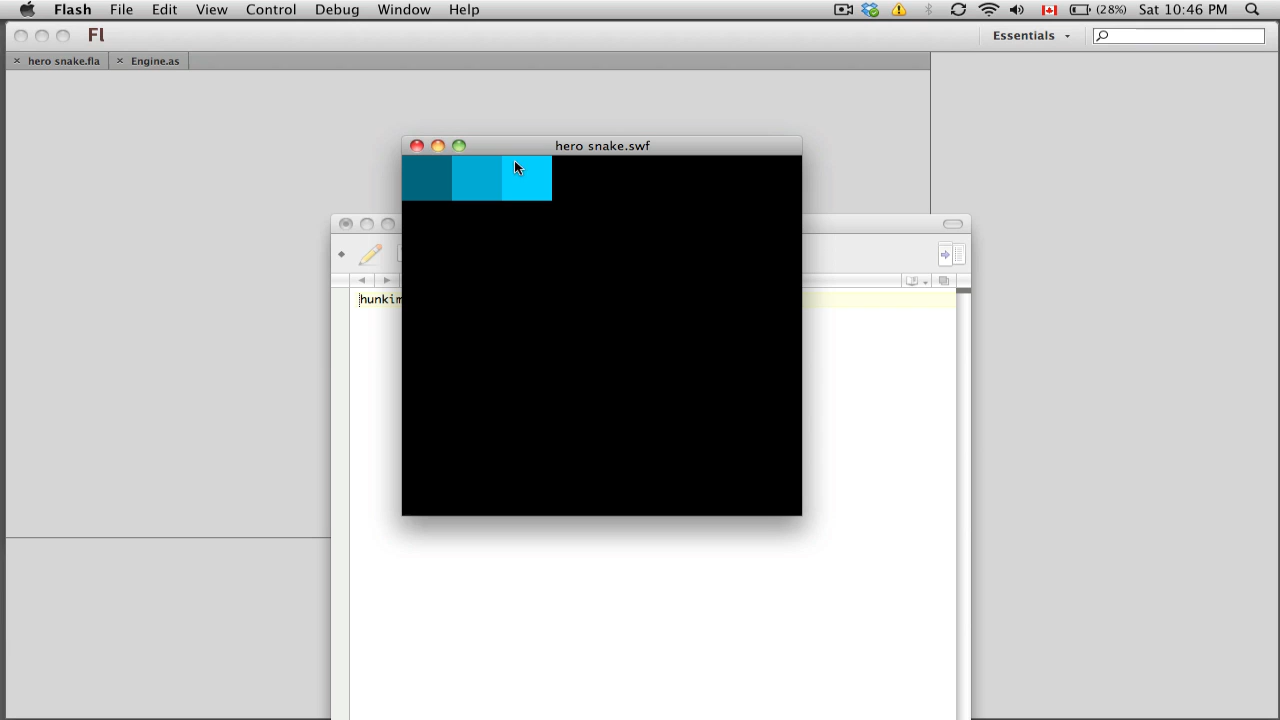 Flash File Edit View Control Debug Window Help (28%) Sat 10:46 PM
Fl Essentials
hero snake.fla Engine.as
hero snake.swf
hunkim